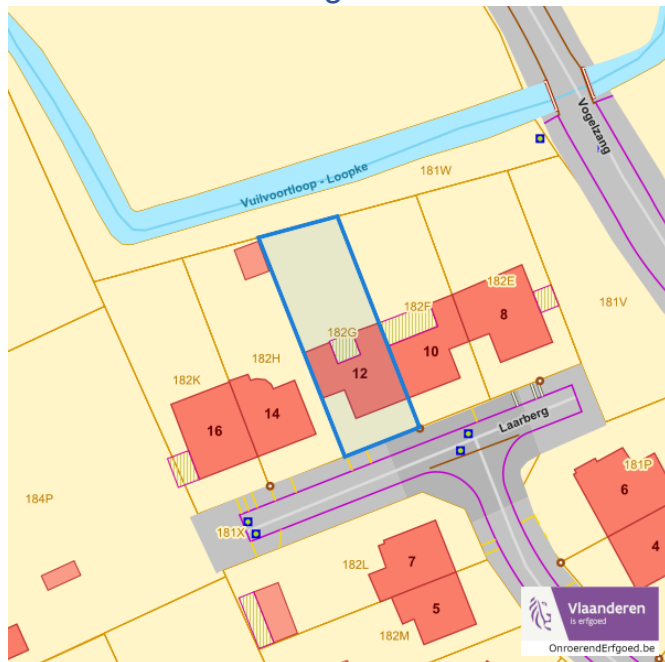 Vogelzang
181W
Vuilvoortloop - Loopke
182E
181V
182F
8
182G
10
182H
12
182K
14
16
Laarberg
184P
181P
6
181X
4
182L
7
5
182M
Vlaanderen
is erfgoed
OnroerendErfgoed.be